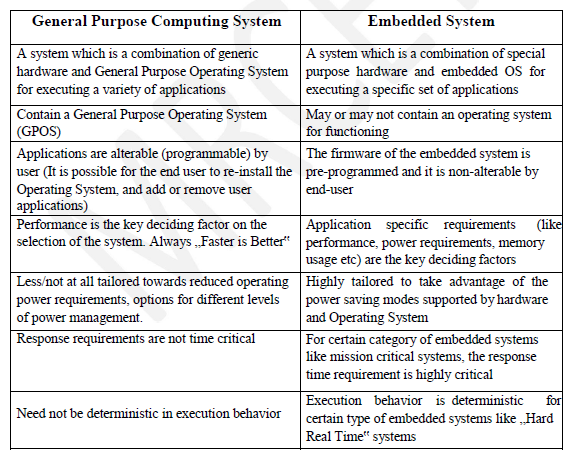 General Purpose Computing System
Embedded System
A system which is a combination of generic
hardware and General Purpose Operating System
for executing a variety of applications
A system which is a combination of special
purpose hardware and embedded OS for
executing a specific set of applications
Contain a General Purpose Operating System
(GPOS)
May or may not contain an operating system
for functioning
Applications are alterable (programmable) by
user (It is possible for the end user to re-install the
Operating System, and add or remove user
applications)
The firmware of the embedded system is
pre-programmed and it is non-alterable by
end-user
Performance is the key deciding factor on the
selection of the system. Always „Faster is Better‟
Application specific requirements (like
performance, power requirements, memory
usage etc) are the key deciding factors
Less/not at all tailored towards reduced operating
power requirements, options for different levels
of power management.
Highly tailored to take advantage of the
power saving modes supported by hardware
and Operating System
Response requirements are not time critical
For certain category of embedded systems
like mission critical systems, the response
time requirement is highly critical
Need not be deterministic in execution behavior
Execution behavior is deterministic for
certain type of embedded systems like „Hard
Real Time‟ systems